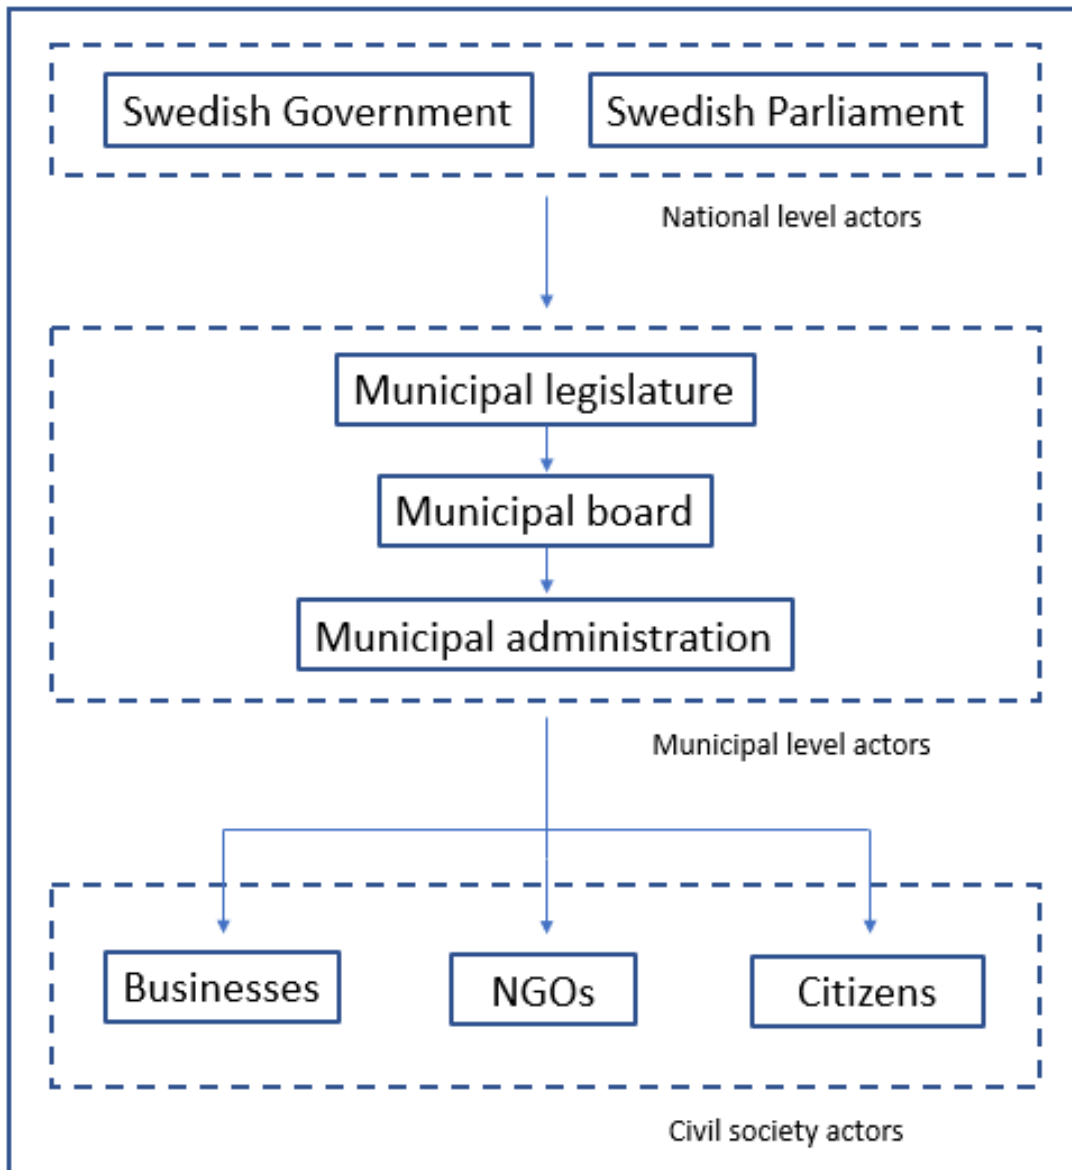 Swedish Government
Swedish Parliament
National level actors
Municipal legislature
Municipal board
Municipal administration
Municipal level actors
Businesses
NGOs
Citizens
Civil society actors